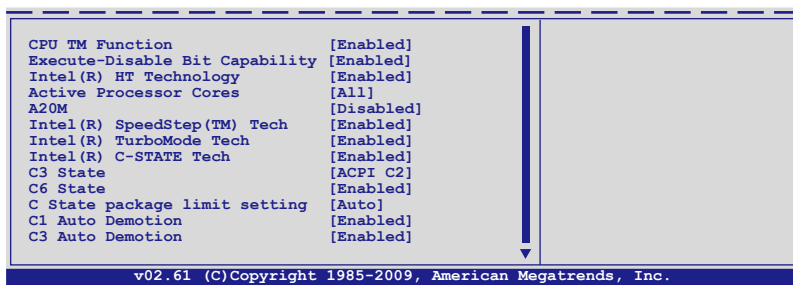 CPU TM Function [Enabled]
Execute-Disable Bit Capability [Enabled]
Intel(R) HT Technology [Enabled]
Active Processor Cores [All]
A20M [Disabled]
Intel(R) SpeedStep(TM) Tech [Enabled]
Intel(R) TurboMode Tech [Enabled]
Intel(R) C-STATE Tech [Enabled]
C3 State [ACPI C2]
C6 State [Enabled]
C State package limit setting [Auto]
C1 Auto Demotion [Enabled]
C3 Auto Demotion [Enabled]
v02.61 (C)Copyright 1985-2009, American Megatrends, Inc.